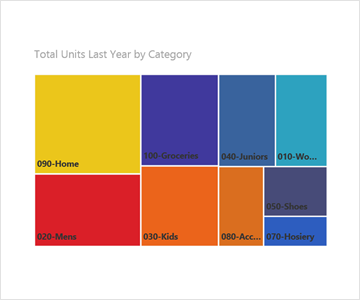 Total Units Last Year by Category
090-Home
100-Groceries
040-Juniors
010-Wo...
020-Mens
030-Kids
080-Acc...
050-Shoes
070-Hosiery